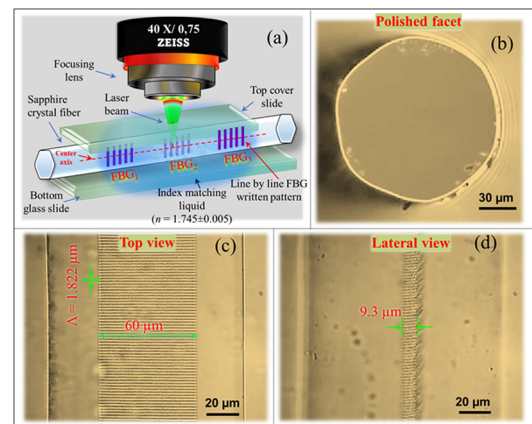 40 X/ 0,75
ZEISS
(a)
Focusing
lens
Laser
beam
Top cover
slide
Sapphire
crystal fiber
Center
axis
FBG₁
FBG₂
FBG₃
Line by line FBG
written pattern
Bottom
glass slide
Index matching
liquid
(n = 1.745±0.005)
Polished facet
(b)
30 µm
Top view
(c)
Λ = 1.822 µm
60 µm
20 µm
Lateral view
(d)
9.3 µm
20 µm